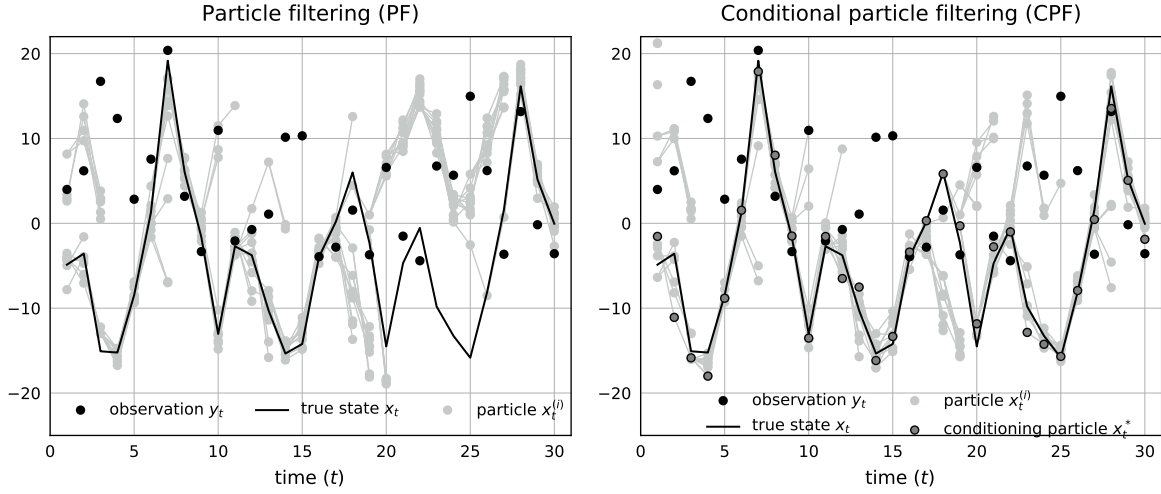 Particle filtering (PF)
20
10
0
−10
−20
observation y_t
true state x_t
particle x_t^{(i)}
0 5 10 15 20 25 30
time (t)
Conditional particle filtering (CPF)
20
10
0
−10
−20
observation y_t
particle x_t^{(i)}
true state x_t
conditioning particle x_t^*
0 5 10 15 20 25 30
time (t)